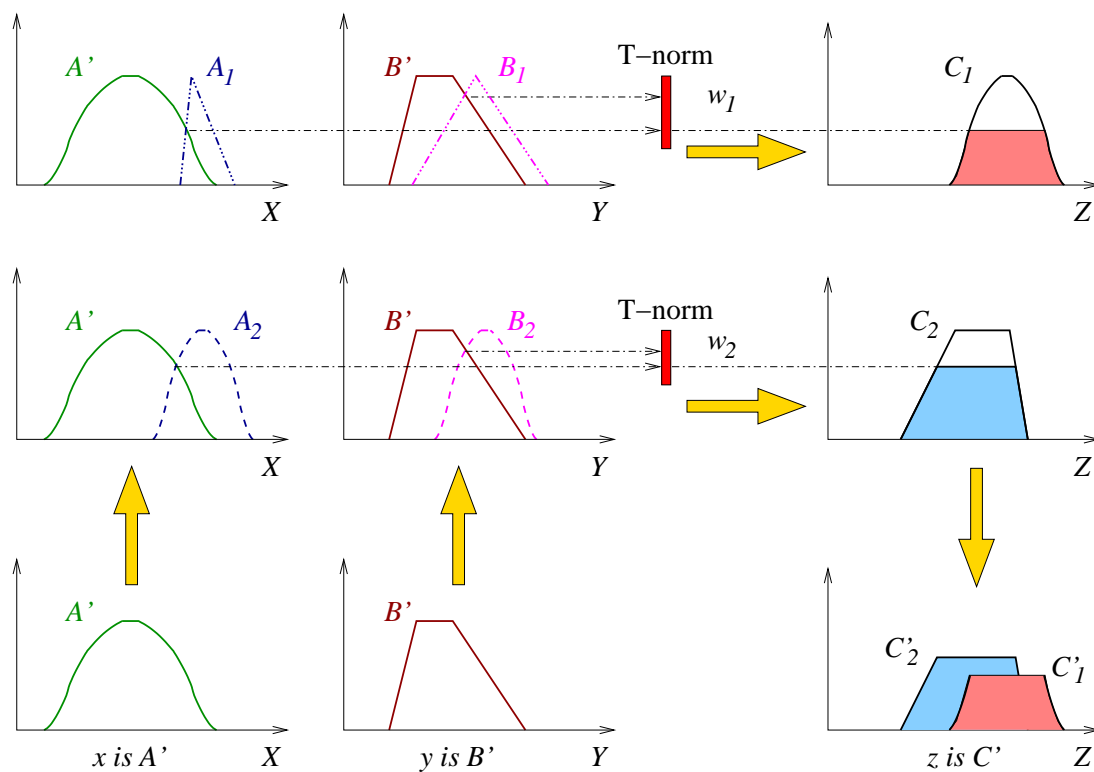 A’ A₁ B’ B₁ T−norm w₁ C₁
X Y Z
A’ A₂ B’ B₂ T−norm w₂ C₂
X Y Z
A’ B’ C’₂ C’₁
X Y Z
x is A’ y is B’ z is C’